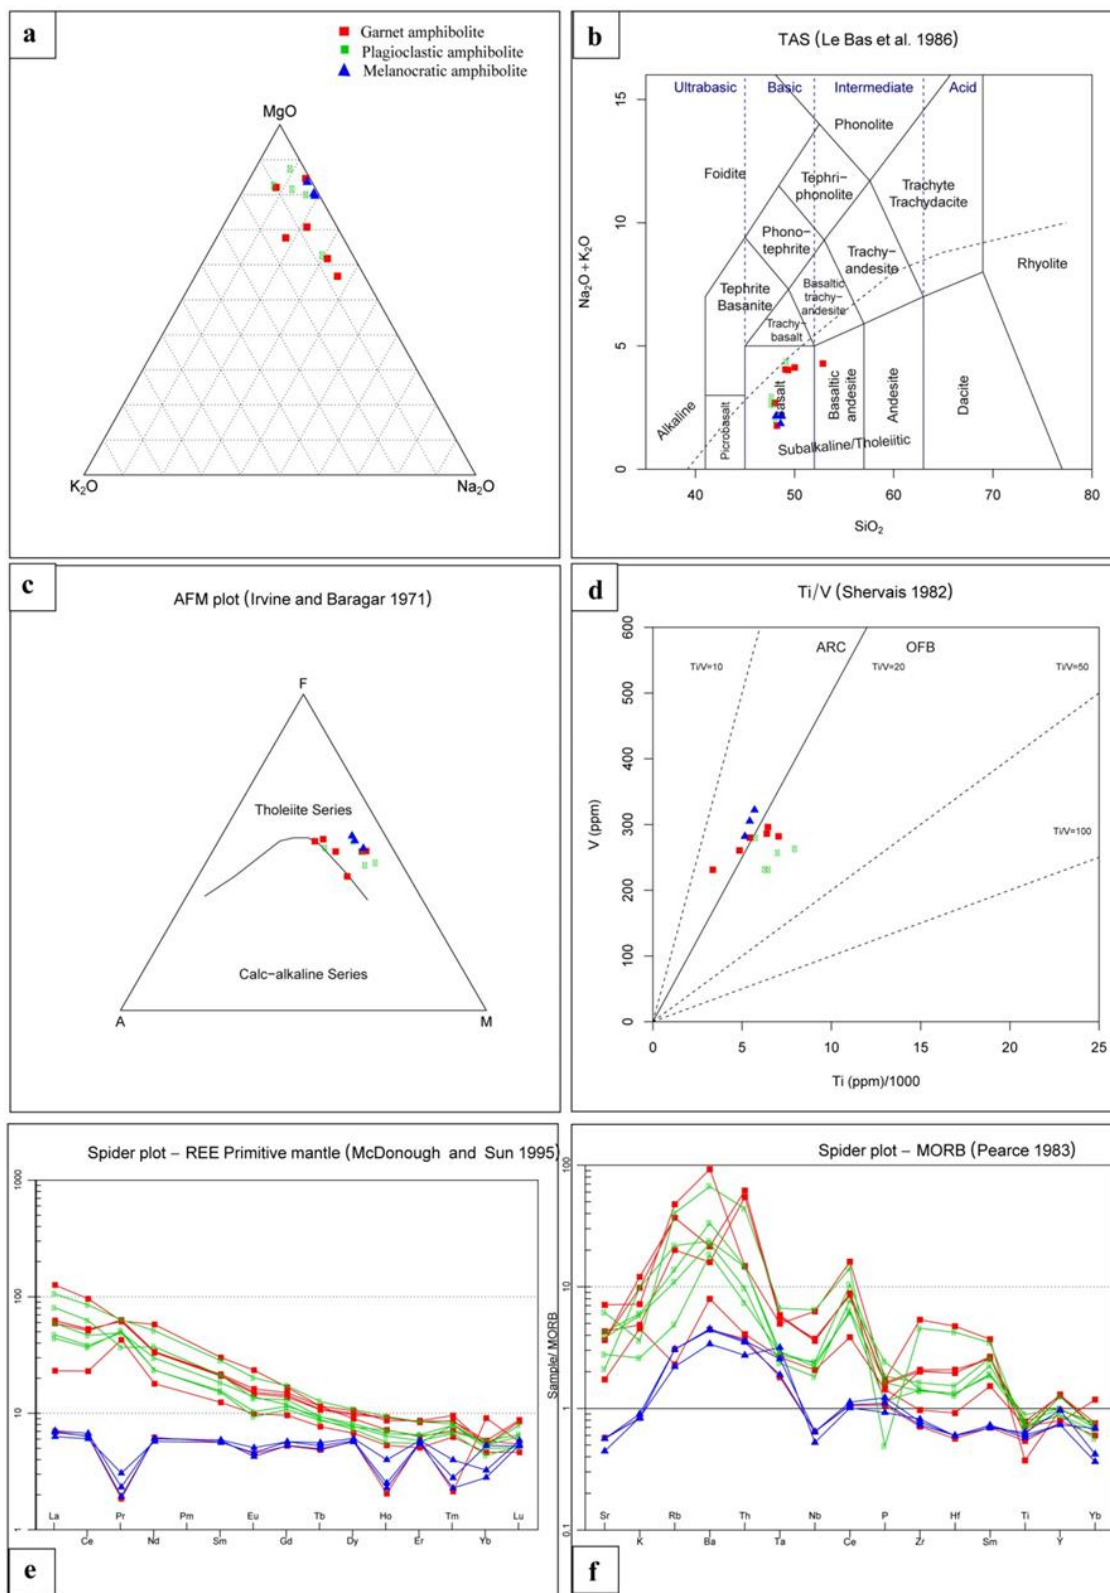 a
Garnet amphibolite
Plagioclastic amphibolite
Melanocratic amphibolite
MgO
K₂O
Na₂O
b
TAS (Le Bas et al. 1986)
Ultrabasic
Basic
Intermediate
Acid
Phonolite
Foidite
Tephri−
phonolite
Trachyte
Trachydacite
Phono−
tephrite
Trachy−
andesite
Rhyolite
Tephrite
Basanite
Basaltic
trachy−
andesite
Trachy−
basalt
Alkaline
Picrobasalt
Basalt
Basaltic
andesite
Andesite
Dacite
Subalkaline/Tholeiitic
Na₂O + K₂O
0
5
10
15
40
50
60
70
80
SiO₂
c
AFM plot (Irvine and Baragar 1971)
F
Tholeiite Series
Calc−alkaline Series
A
M
d
Ti/V (Shervais 1982)
ARC
OFB
Ti/V=10
Ti/V=20
Ti/V=50
Ti/V=100
V (ppm)
600
500
400
300
200
100
0
0
5
10
15
20
25
Ti (ppm)/1000
Spider plot − REE Primitive mantle (McDonough and Sun 1995)
1000
100
10
1
La
Pr
Pm
Eu
Tb
Ho
Tm
Lu
Ce
Nd
Sm
Gd
Dy
Er
Yb
e
Spider plot − MORB (Pearce 1983)
Sample/ MORB
100
10
1
0.1
Sr
Rb
Th
Nb
P
Hf
Ti
Yb
K
Ba
Ta
Ce
Zr
Sm
Y
f